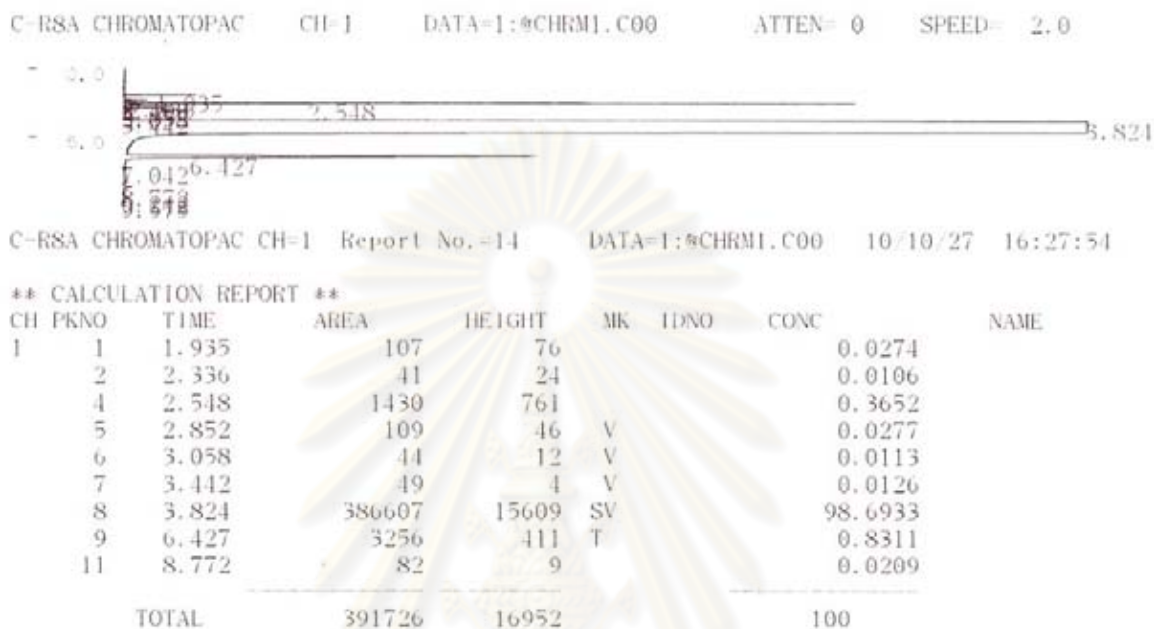 C-R8A CHROMATOPAC CH=1 DATA=1:@CHRM1.C00 ATTEN= 0 SPEED= 2.0
0.0
2.548
5.0
3.824
6.427
7.042
C-R8A CHROMATOPAC CH=1 Report No.=14 DATA=1:@CHRM1.C00 10/10/27 16:27:54
** CALCULATION REPORT **
CH PKNO TIME AREA HEIGHT MK IDNO CONC NAME
1 1 1.935 107 76 0.0274
2 2.336 41 24 0.0106
4 2.548 1430 761 0.3652
5 2.852 109 46 V 0.0277
6 3.058 44 12 V 0.0113
7 3.442 49 4 V 0.0126
8 3.824 386607 15609 SV 98.6933
9 6.427 3256 411 T 0.8311
11 8.772 82 9 0.0209
TOTAL 391726 16952 100